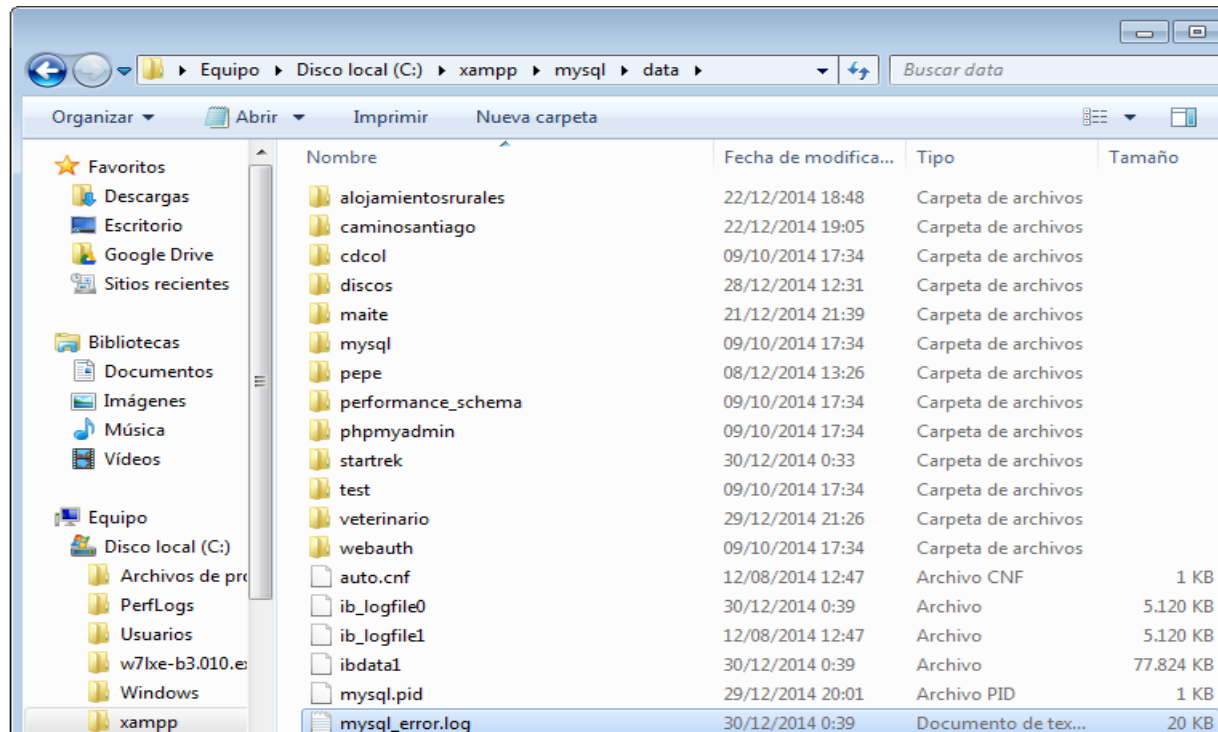 Equipo Disco local (C:) xampp mysql data
Buscar data
Organizar Abrir Imprimir Nueva carpeta
Favoritos
Descargas
Escritorio
Google Drive
Sitios recientes
Bibliotecas
Documentos
Imágenes
Música
Vídeos
Equipo
Disco local (C:)
Archivos de pro
PerfLogs
Usuarios
w7lxe-b3.010.ex
Windows
xampp
Nombre Fecha de modifica... Tipo Tamaño
alojamientosrurales 22/12/2014 18:48 Carpeta de archivos
caminosantiago 22/12/2014 19:05 Carpeta de archivos
cdcol 09/10/2014 17:34 Carpeta de archivos
discos 28/12/2014 12:31 Carpeta de archivos
maite 21/12/2014 21:39 Carpeta de archivos
mysql 09/10/2014 17:34 Carpeta de archivos
pepe 08/12/2014 13:26 Carpeta de archivos
performance_schema 09/10/2014 17:34 Carpeta de archivos
phpmyadmin 09/10/2014 17:34 Carpeta de archivos
startrek 30/12/2014 0:33 Carpeta de archivos
test 09/10/2014 17:34 Carpeta de archivos
veterinario 29/12/2014 21:26 Carpeta de archivos
webauth 09/10/2014 17:34 Carpeta de archivos
auto.cnf 12/08/2014 12:47 Archivo CNF 1 KB
ib_logfile0 30/12/2014 0:39 Archivo 5.120 KB
ib_logfile1 12/08/2014 12:47 Archivo 5.120 KB
ibdata1 30/12/2014 0:39 Archivo 77.824 KB
mysql.pid 29/12/2014 20:01 Archivo PID 1 KB
mysql_error.log 30/12/2014 0:39 Documento de tex... 20 KB